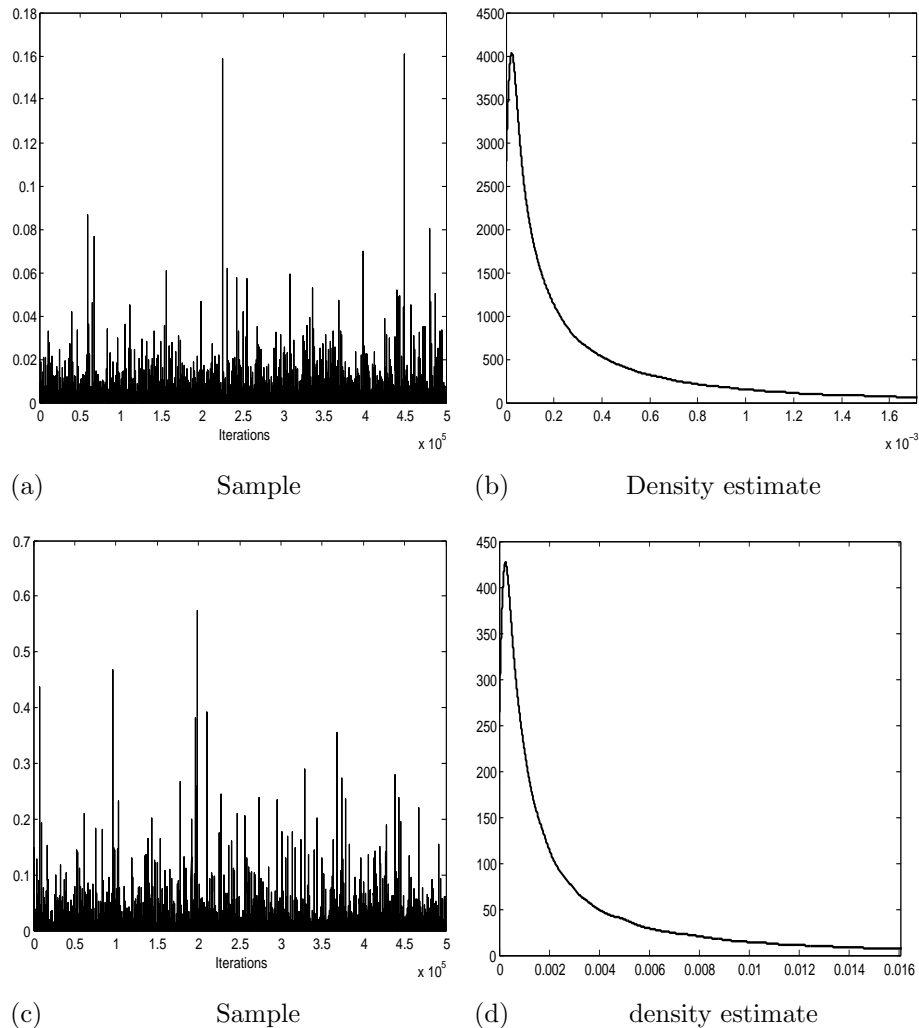 0.18
0.16
0.14
0.12
0.1
0.08
0.06
0.04
0.02
0
0 0.5 1 1.5 2 2.5 3 3.5 4 4.5 5
Iterations
x 10^5
4500
4000
3500
3000
2500
2000
1500
1000
500
0
0 0.2 0.4 0.6 0.8 1 1.2 1.4 1.6
x 10^−3
(a) Sample
(b) Density estimate
0.7
0.6
0.5
0.4
0.3
0.2
0.1
0
0 0.5 1 1.5 2 2.5 3 3.5 4 4.5 5
Iterations
x 10^5
450
400
350
300
250
200
150
100
50
0
0 0.002 0.004 0.006 0.008 0.01 0.012 0.014 0.016
(c) Sample
(d) density estimate